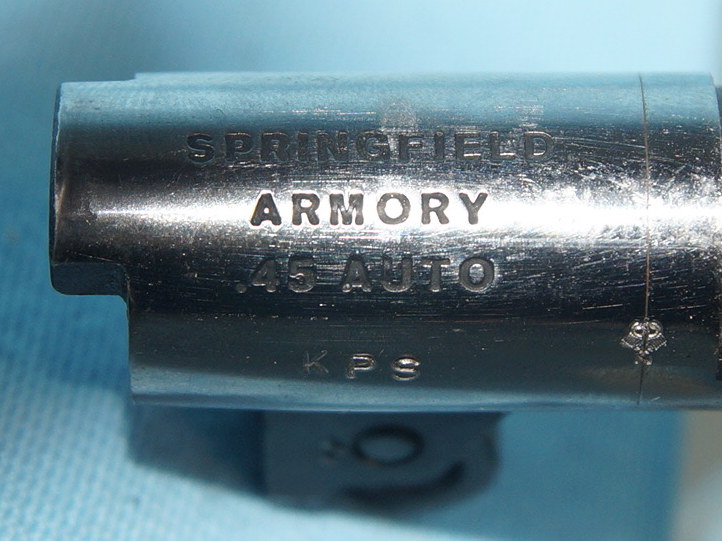 SPRINGFIELD
ARMORY
.45 AUTO
KPS